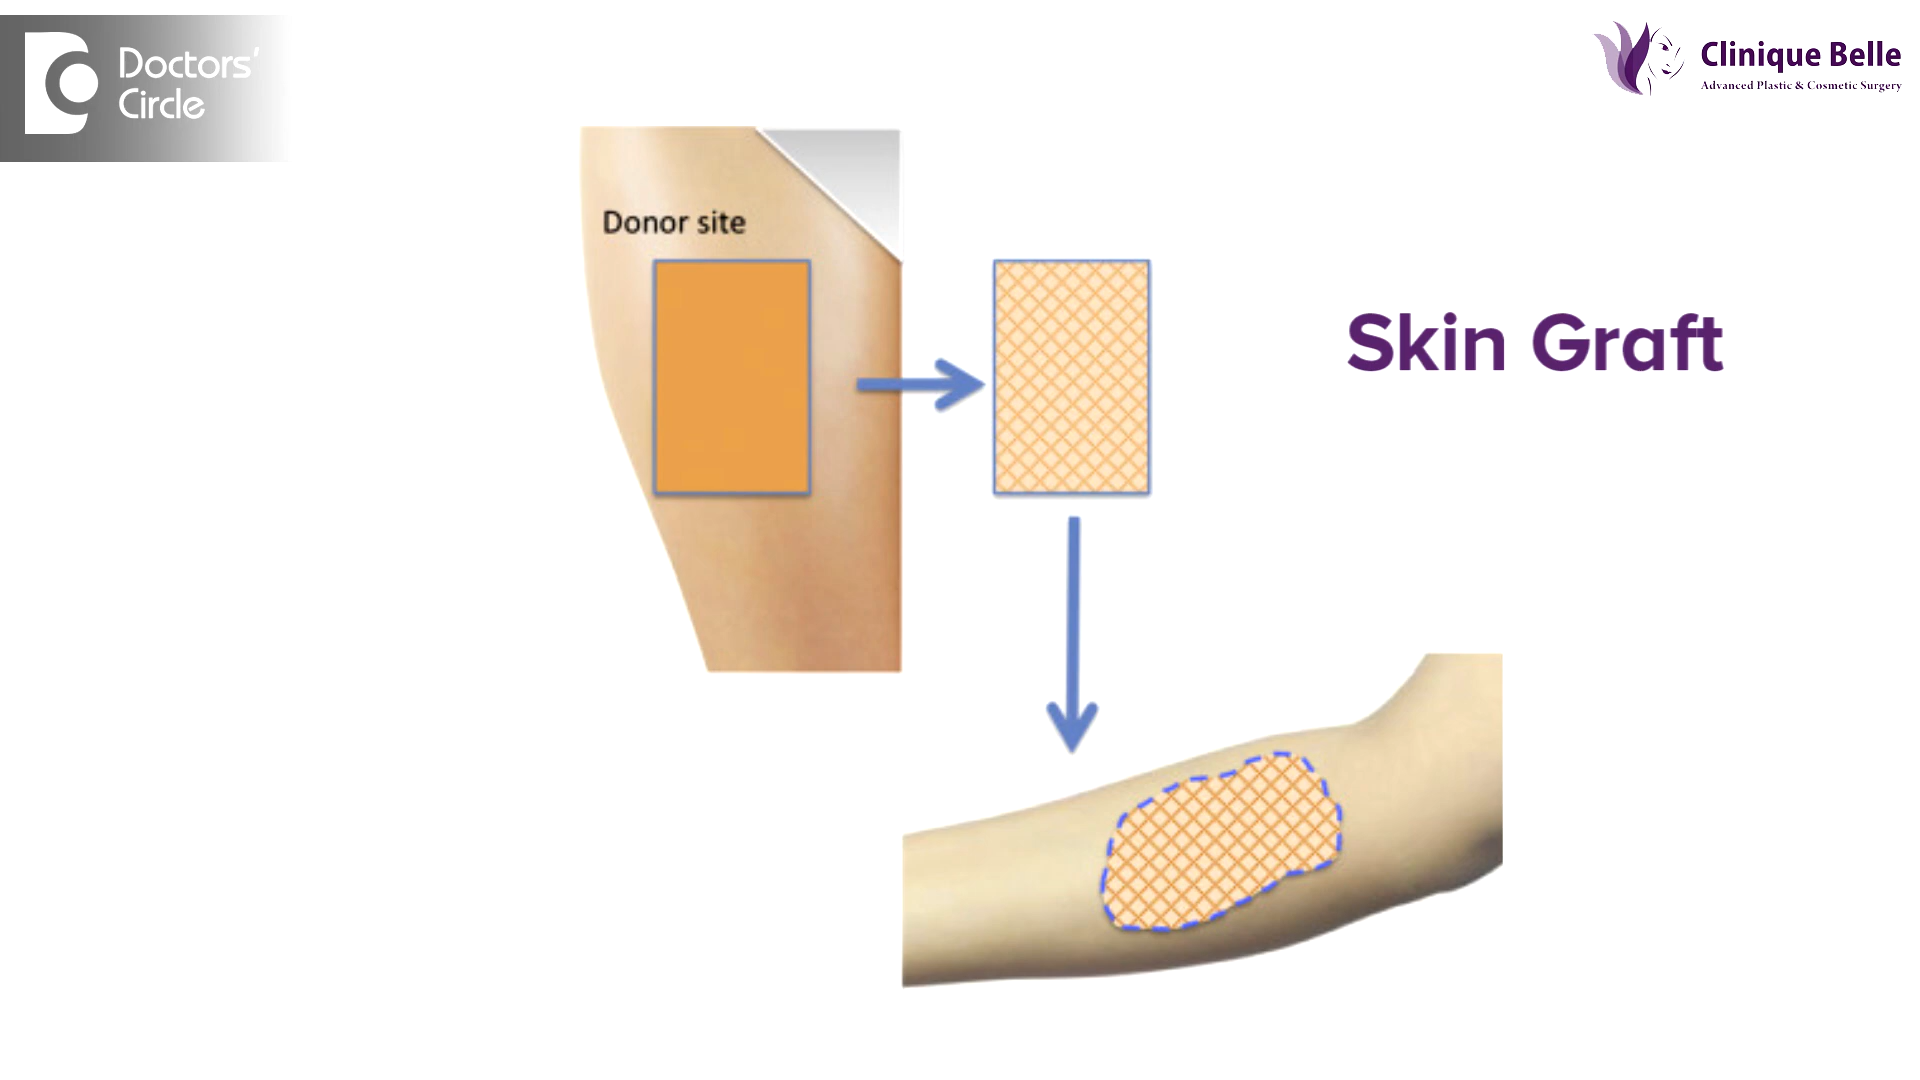 Doctors'
Circle
Clinique Belle
Advanced Plastic & Cosmetic Surgery
Donor site
Skin Graft